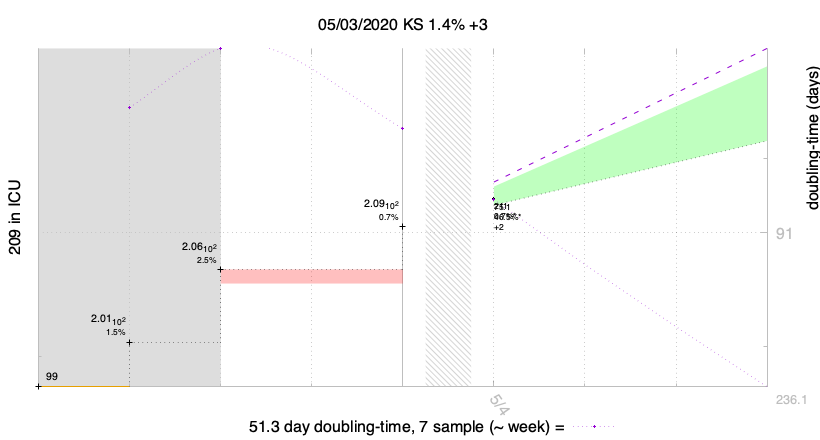 05/03/2020 KS 1.4% +3
doubling-time (days)
209 in ICU
2.09₁₀²
0.7%
2.06₁₀²
2.5%
2.01₁₀²
1.5%
99
+2
91
236.1
5/4
51.3 day doubling-time, 7 sample (~ week) =